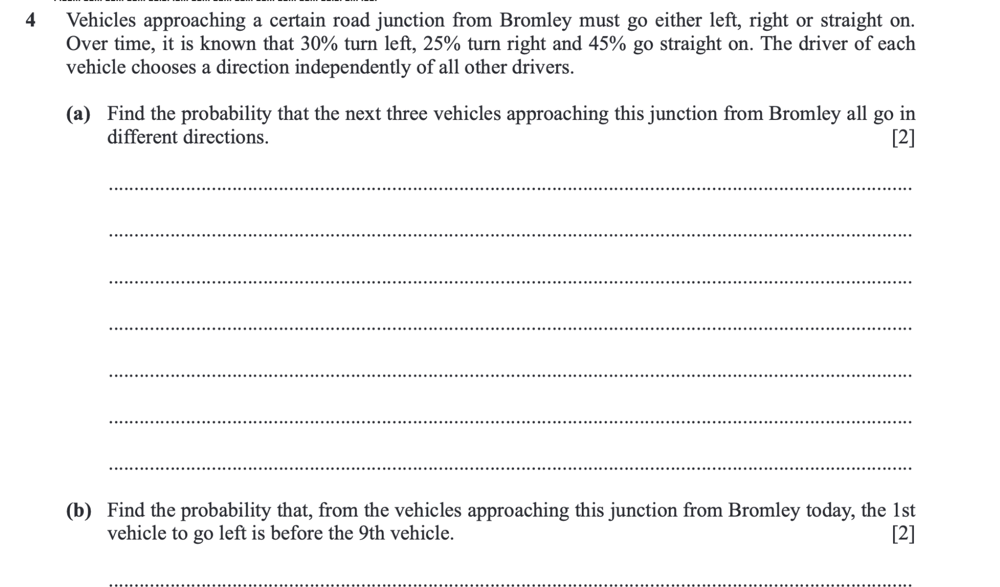 4 Vehicles approaching a certain road junction from Bromley must go either left, right or straight on.
Over time, it is known that 30% turn left, 25% turn right and 45% go straight on. The driver of each
vehicle chooses a direction independently of all other drivers.
(a) Find the probability that the next three vehicles approaching this junction from Bromley all go in
different directions. [2]
(b) Find the probability that, from the vehicles approaching this junction from Bromley today, the 1st
vehicle to go left is before the 9th vehicle. [2]